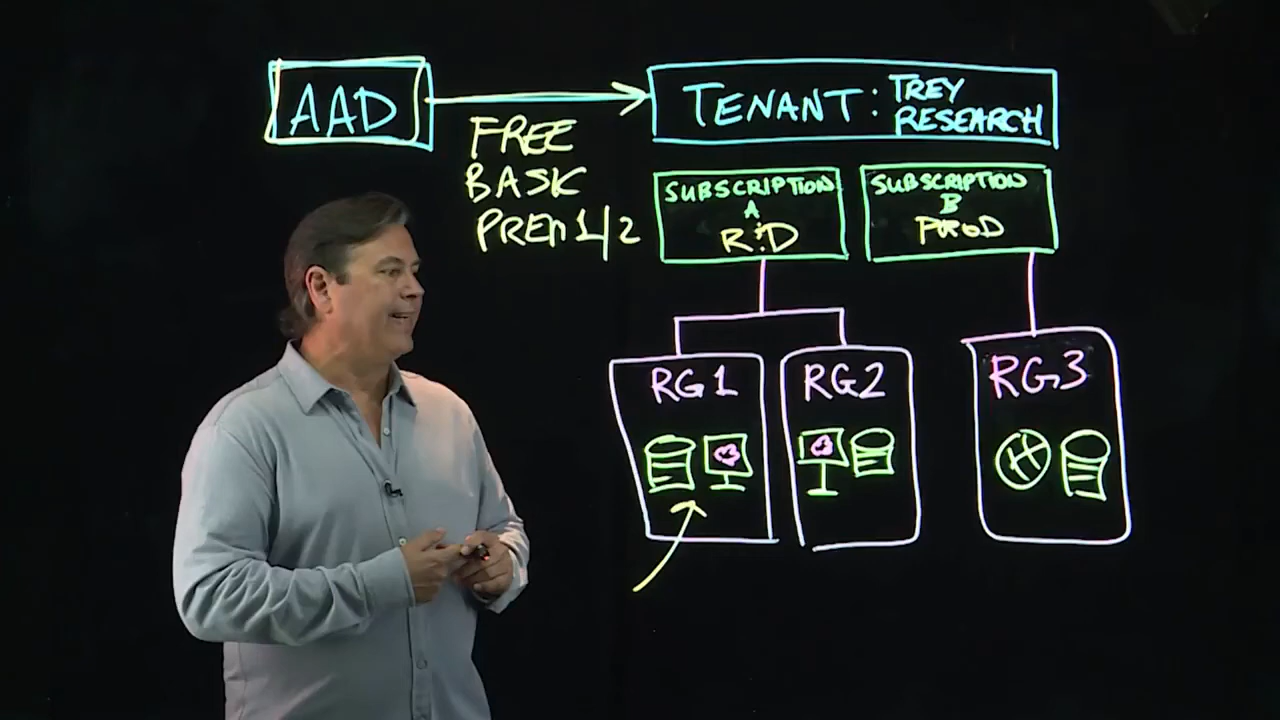 AAD
TENANT: TREY
RESEARCH
FREE
BASIC
PREM 1/2
SUBSCRIPTION
A
R&D
SUBSCRIPTION
B
PROD
RG1
RG2
RG3